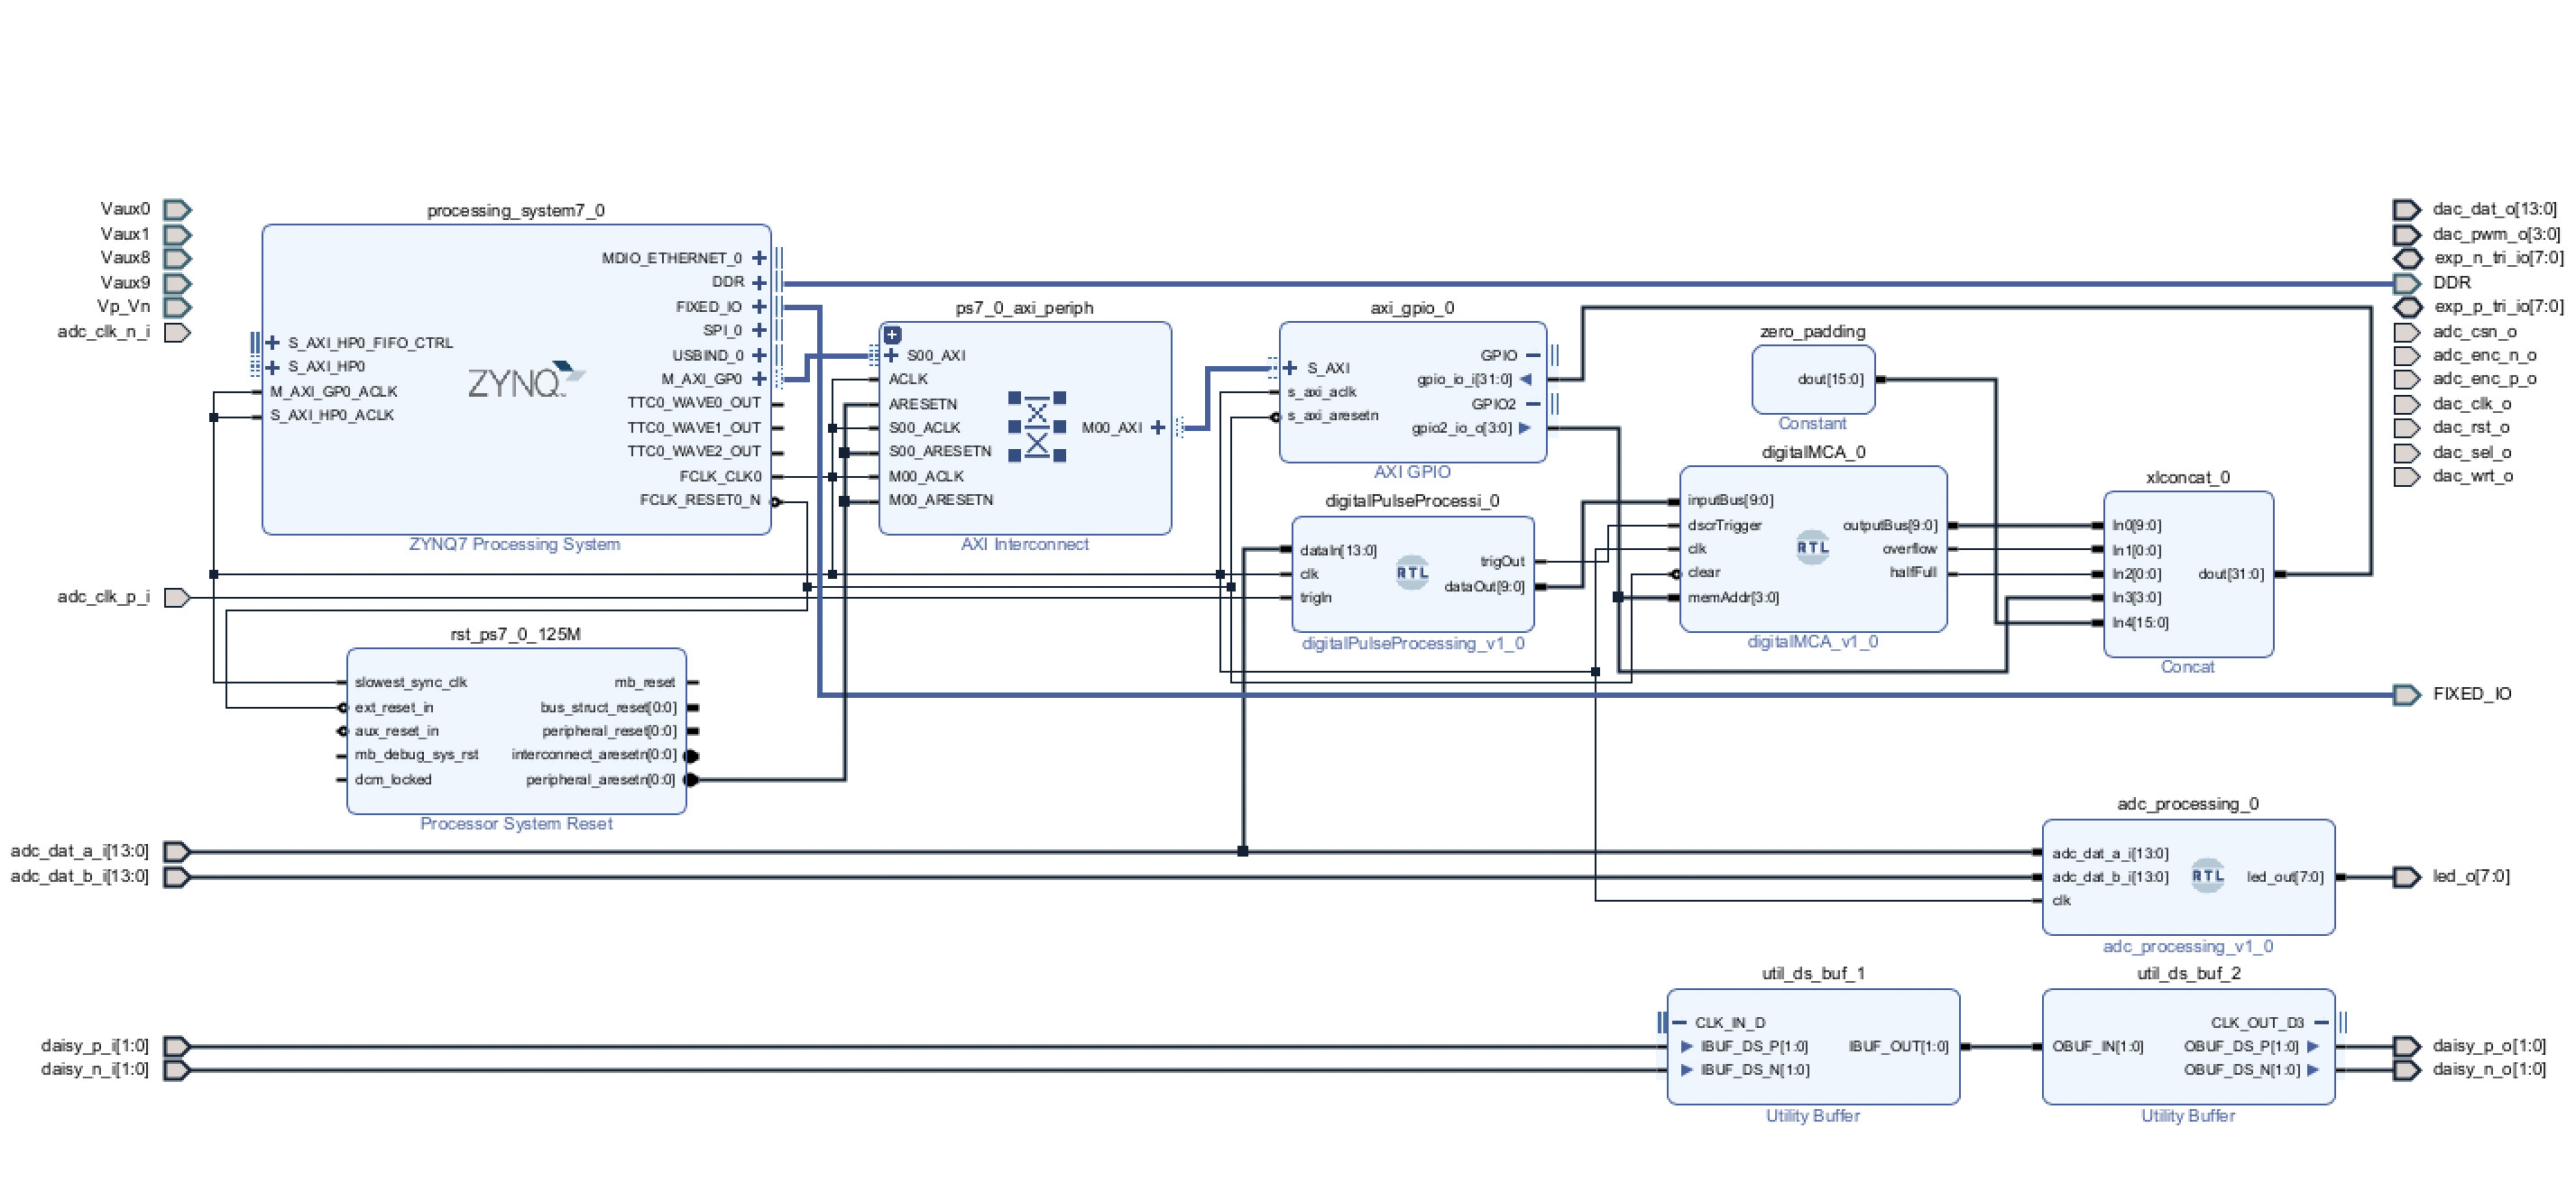 Vaux0
Vaux1
Vaux8
Vaux9
Vp_Vn
adc_clk_n_i
adc_clk_p_i
adc_dat_a_i[13:0]
adc_dat_b_i[13:0]
daisy_p_i[1:0]
daisy_n_i[1:0]
processing_system7_0
S_AXI_HP0_FIFO_CTRL
S_AXI_HP0
M_AXI_GP0_ACLK
S_AXI_HP0_ACLK
ZYNQ
MDIO_ETHERNET_0
DDR
FIXED_IO
SPI_0
USBIND_0
M_AXI_GP0
TTC0_WAVE0_OUT
TTC0_WAVE1_OUT
TTC0_WAVE2_OUT
FCLK_CLK0
FCLK_RESET0_N
ZYNQ7 Processing System
rst_ps7_0_125M
slowest_sync_clk
ext_reset_in
aux_reset_in
mb_debug_sys_rst
dcm_locked
mb_reset
bus_struct_reset[0:0]
peripheral_reset[0:0]
interconnect_aresetn[0:0]
peripheral_aresetn[0:0]
Processor System Reset
ps7_0_axi_periph
S00_AXI
ACLK
ARESETN
S00_ACLK
S00_ARESETN
M00_ACLK
M00_ARESETN
M00_AXI
AXI Interconnect
axi_gpio_0
S_AXI
s_axi_aclk
s_axi_aresetn
GPIO
gpio_io_i[31:0]
GPIO2
gpio2_io_o[3:0]
AXI GPIO
digitalPulseProcessi_0
dataIn[13:0]
clk
trigIn
RTL
trigOut
dataOut[9:0]
digitalPulseProcessing_v1_0
zero_padding
dout[15:0]
Constant
digitalMCA_0
inputBus[9:0]
dscrTrigger
clk
clear
memAddr[3:0]
RTL
outputBus[9:0]
overflow
halfFull
digitalMCA_v1_0
xlconcat_0
In0[9:0]
In1[0:0]
In2[0:0]
In3[3:0]
In4[15:0]
dout[31:0]
Concat
adc_processing_0
adc_dat_a_i[13:0]
adc_dat_b_i[13:0]
clk
RTL
led_out[7:0]
adc_processing_v1_0
util_ds_buf_1
CLK_IN_D
IBUF_DS_P[1:0]
IBUF_DS_N[1:0]
IBUF_OUT[1:0]
Utility Buffer
util_ds_buf_2
OBUF_IN[1:0]
CLK_OUT_D3
OBUF_DS_P[1:0]
OBUF_DS_N[1:0]
Utility Buffer
dac_dat_o[13:0]
dac_pwm_o[3:0]
exp_n_tri_io[7:0]
DDR
exp_p_tri_io[7:0]
adc_csn_o
adc_enc_n_o
adc_enc_p_o
dac_clk_o
dac_rst_o
dac_sel_o
dac_wrt_o
FIXED_IO
led_o[7:0]
daisy_p_o[1:0]
daisy_n_o[1:0]